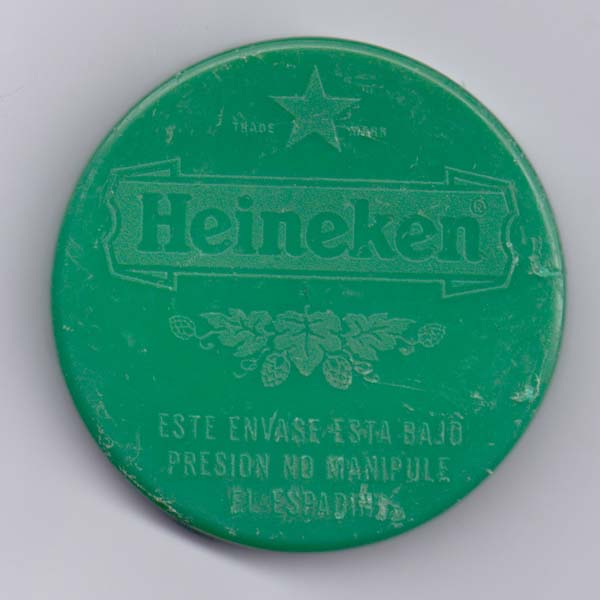 TRADE MARK
Heineken®
ESTE ENVASE ESTA BAJO
PRESION NO MANIPULE
EL ESPADIN